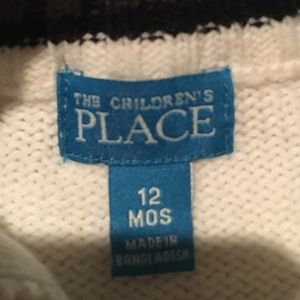 THE CHILDREN'S
PLACE
12
MOS
MADE IN
BANGLADESH